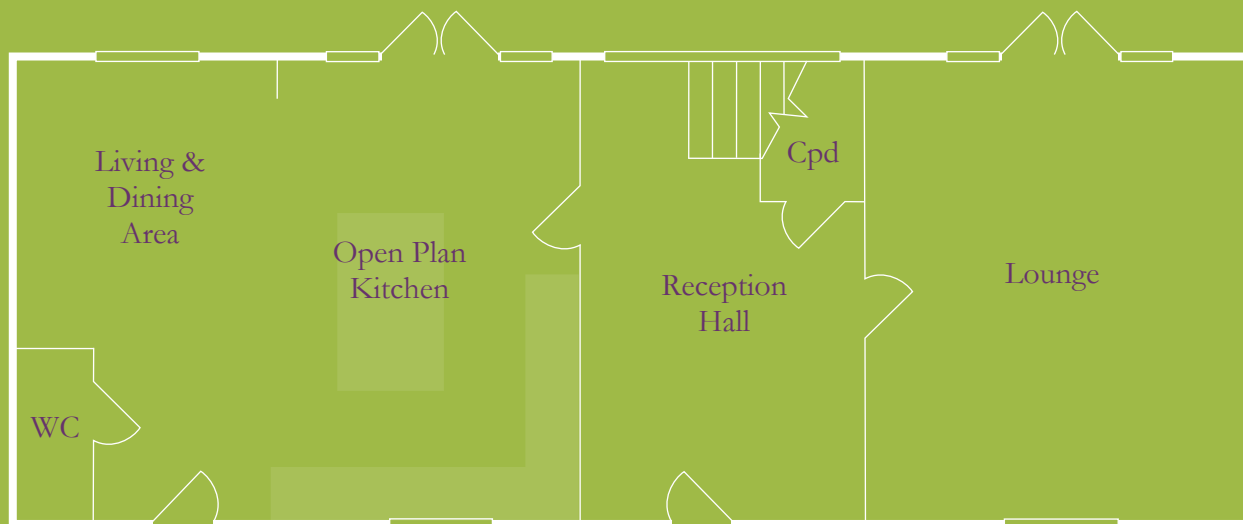 Living &
Dining
Area
Open Plan
Kitchen
WC
Reception
Hall
Cpd
Lounge